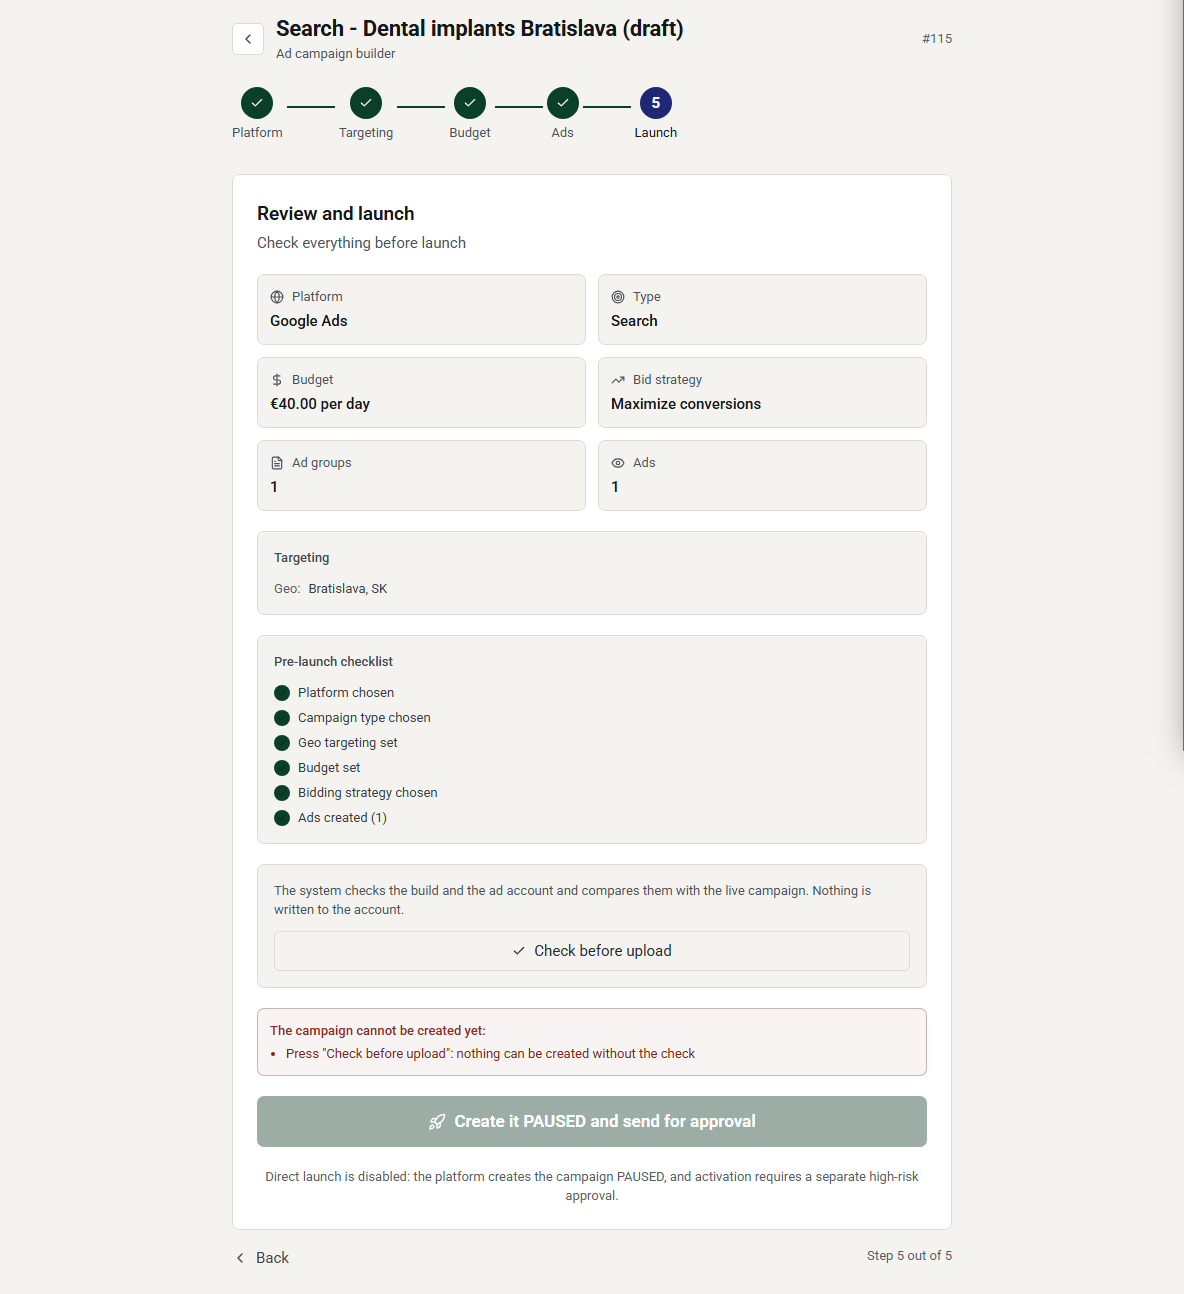 Search - Dental implants Bratislava (draft)
Ad campaign builder
#115
Platform
Targeting
Budget
Ads
5
Launch
Review and launch
Check everything before launch
Platform
Google Ads
Type
Search
Budget
€40.00 per day
Bid strategy
Maximize conversions
Ad groups
1
Ads
1
Targeting
Geo: Bratislava, SK
Pre-launch checklist
Platform chosen
Campaign type chosen
Geo targeting set
Budget set
Bidding strategy chosen
Ads created (1)
The system checks the build and the ad account and compares them with the live campaign. Nothing is
written to the account.
Check before upload
The campaign cannot be created yet:
• Press "Check before upload": nothing can be created without the check
Create it PAUSED and send for approval
Direct launch is disabled: the platform creates the campaign PAUSED, and activation requires a separate high-risk
approval.
Back
Step 5 out of 5